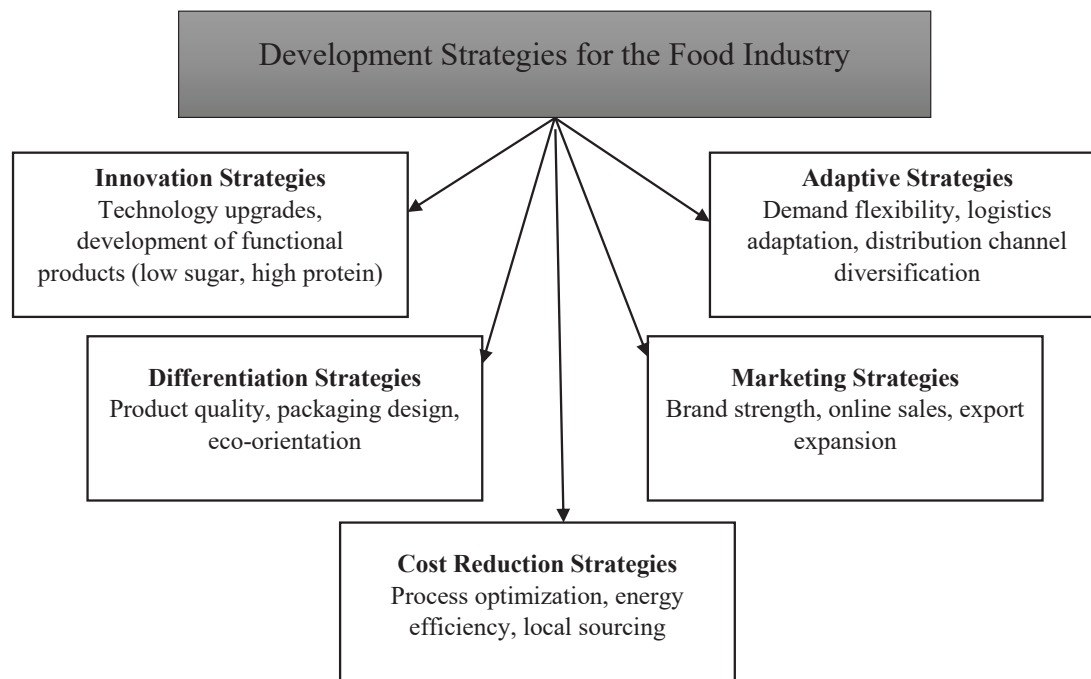 Development Strategies for the Food Industry
Innovation Strategies
Technology upgrades,
development of functional
products (low sugar, high protein)
Adaptive Strategies
Demand flexibility, logistics
adaptation, distribution channel
diversification
Differentiation Strategies
Product quality, packaging design,
eco-orientation
Marketing Strategies
Brand strength, online sales, export
expansion
Cost Reduction Strategies
Process optimization, energy
efficiency, local sourcing